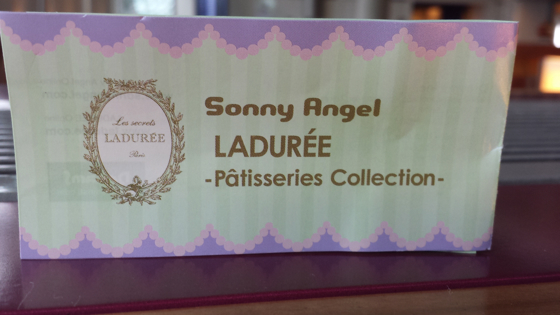 Les secrets
LADURÉE
Paris
Sonny Angel
LADURÉE
-Pâtisseries Collection-